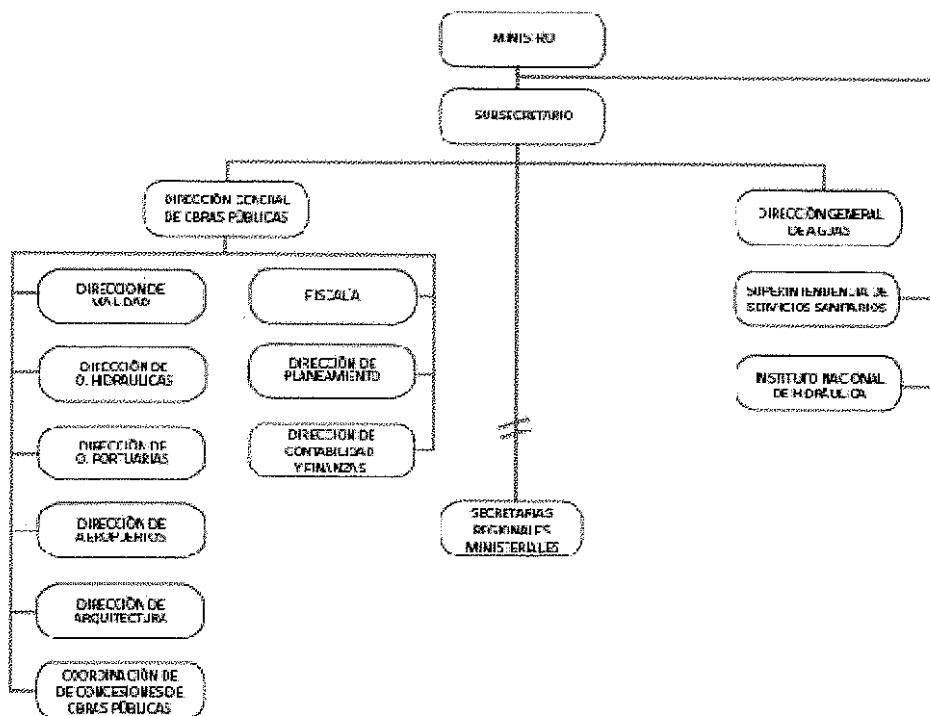 MINISTRO
SUBSECRETARIO
DIRECCIÓN GENERAL
DE OBRAS PÚBLICAS
DIRECCIÓN GENERAL
DE AGUAS
DIRECCION DE
VIALIDAD
FISCALÍA
SUPERINTENDENCIA DE
SERVICIOS SANITARIOS
DIRECCIÓN DE
O. HIDRÁULICAS
DIRECCIÓN DE
PLANEAMIENTO
INSTITUTO NACIONAL
DE HIDRÁULICA
DIRECCIÓN DE
O. PORTUARIAS
DIRECCIÓN DE
CONTABILIDAD
Y FINANZAS
DIRECCIÓN DE
AEROPUERTOS
SECRETARIAS
REGIONALES
MINISTERIALES
DIRECCIÓN DE
ARQUITECTURA
COORDINACIÓN DE
DE CONCESIONES DE
OBRAS PÚBLICAS